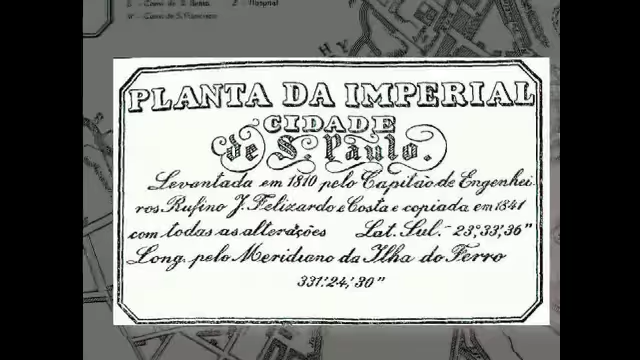 PLANTA DA IMPERIAL
CIDADE
de S. Paulo.
Levantada em 1810 pelo Capitão de Engenhei
ros Rufino J. Felizardo e Costa e copiada em 1841
com todas as alterações Lat. Sul. 23°,33',36"
Long. pelo Meridiano da Ilha do Ferro
331°.24',30"
Hospital